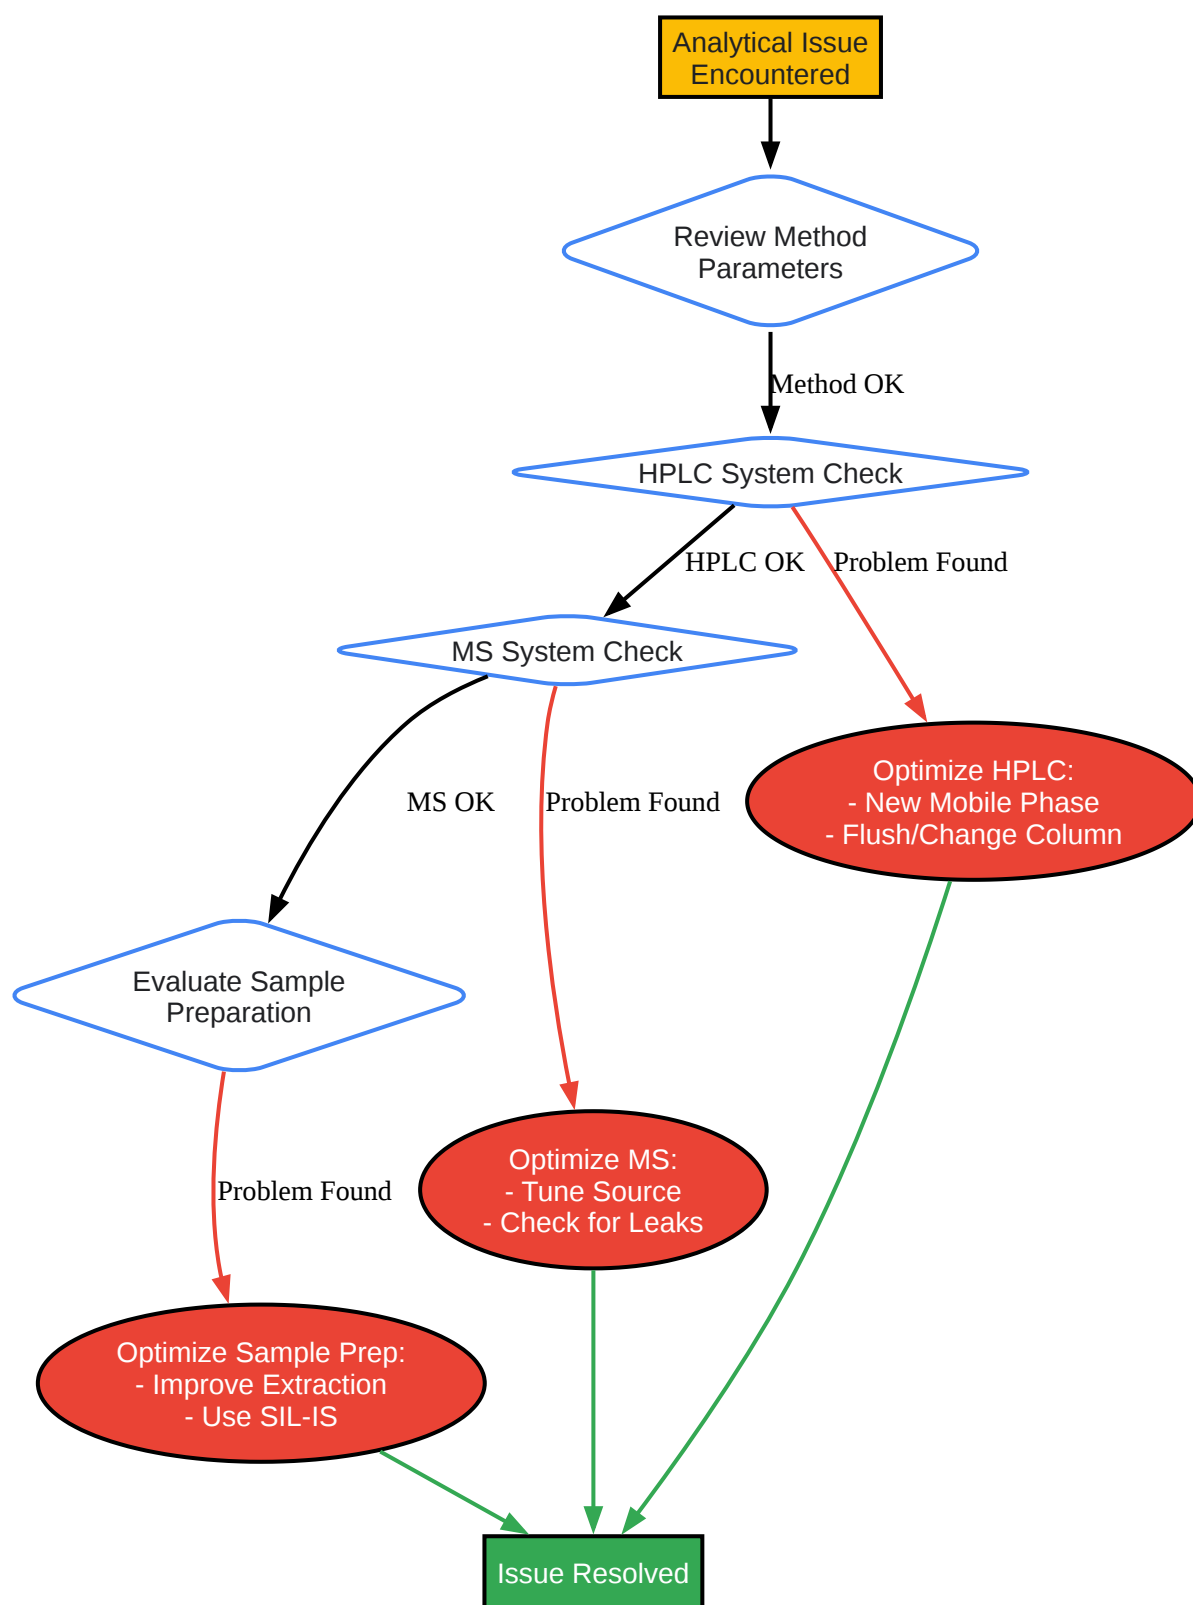 Analytical Issue
Encountered
Review Method
Parameters
Method OK
HPLC System Check
HPLC OK
Problem Found
MS System Check
Optimize HPLC:
- New Mobile Phase
- Flush/Change Column
MS OK
Problem Found
Evaluate Sample
Preparation
Optimize MS:
- Tune Source
- Check for Leaks
Problem Found
Optimize Sample Prep:
- Improve Extraction
- Use SIL-IS
Issue Resolved